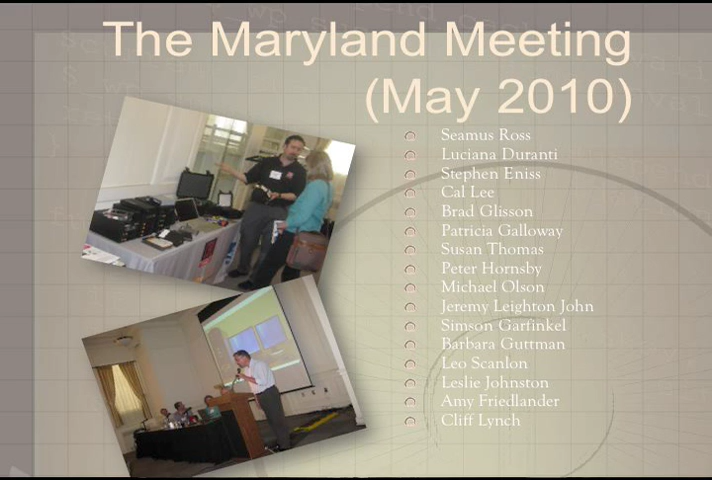 The Maryland Meeting
(May 2010)
Seamus Ross
Luciana Duranti
Stephen Eniss
Cal Lee
Brad Glisson
Patricia Galloway
Susan Thomas
Peter Hornsby
Michael Olson
Jeremy Leighton John
Simson Garfinkel
Barbara Guttman
Leo Scanlon
Leslie Johnston
Amy Friedlander
Cliff Lynch